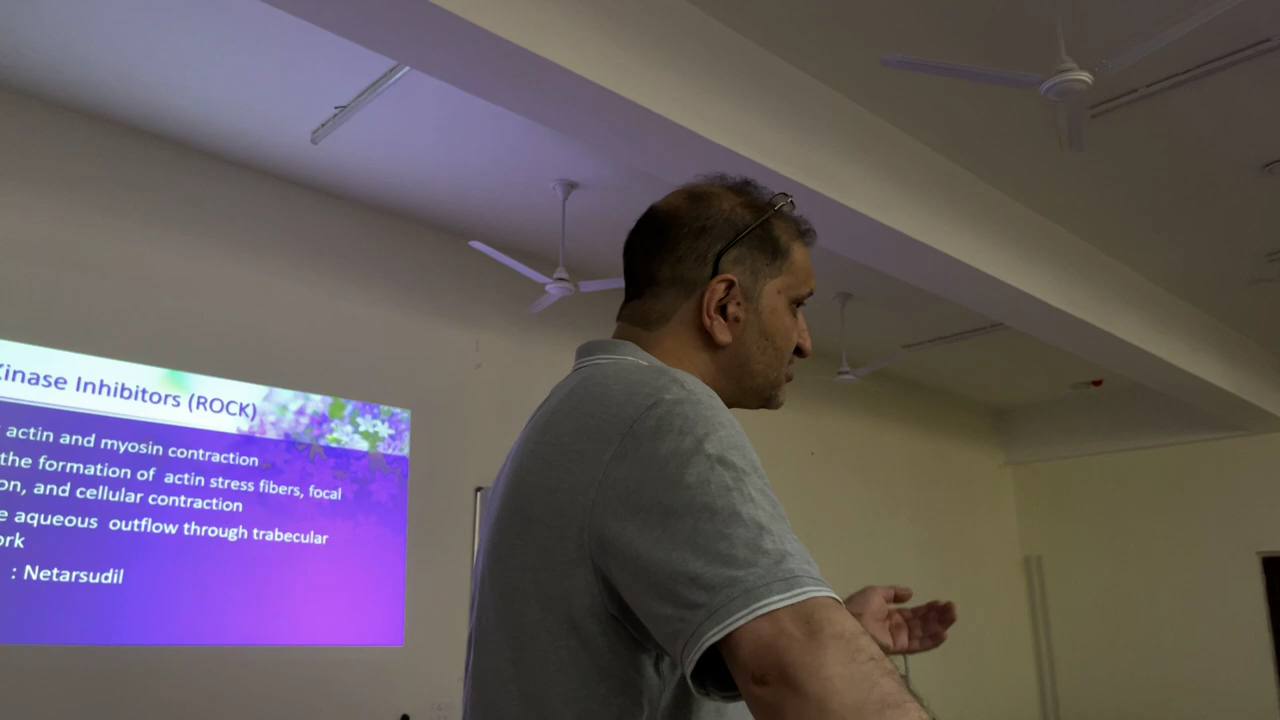 Kinase Inhibitors (ROCK)
actin and myosin contraction
the formation of actin stress fibers, focal
on, and cellular contraction
e aqueous outflow through trabecular
ork
: Netarsudil